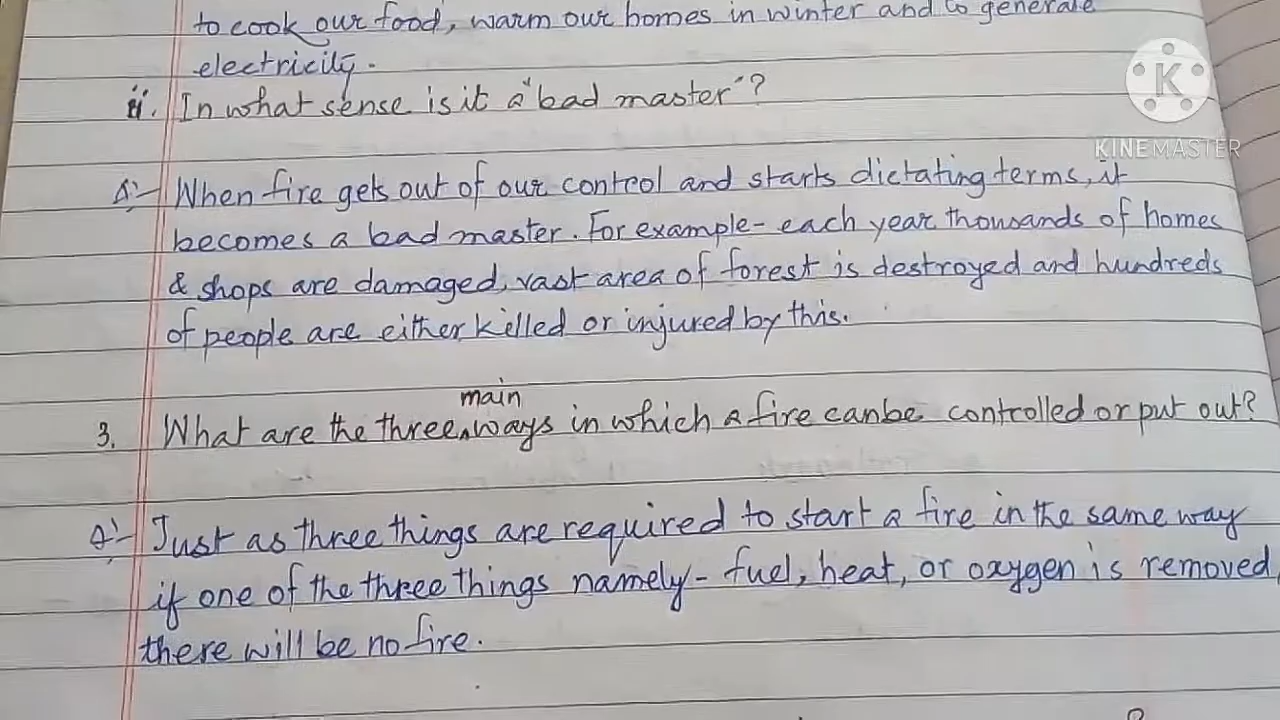 to cook our food, warm our homes in winter and to generate
electricity.
ii. In what sense is it a "bad master"?
A:- When fire gets out of our control and starts dictating terms, it
becomes a bad master. For example- each year thousands of homes
& shops are damaged, vast area of forest is destroyed and hundreds
of people are either killed or injured by this.
main
3. What are the three ^ ways in which a fire can be controlled or put out?
A:- Just as three things are required to start a fire in the same way
if one of the three things namely- fuel, heat, or oxygen is removed,
there will be no fire.
K
KINEMASTER